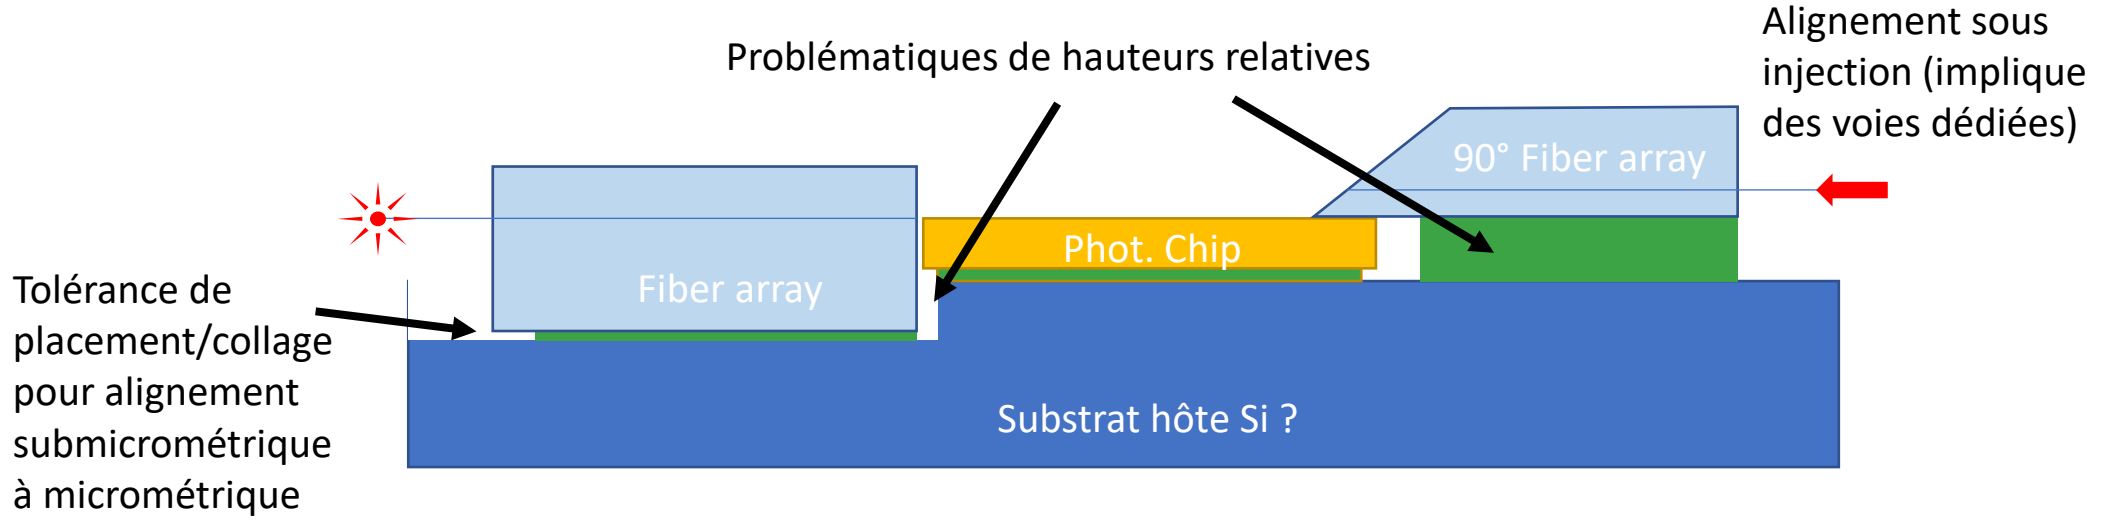 Problématiques de hauteurs relatives
Alignement sous
injection (implique
des voies dédiées)
90° Fiber array
Phot. Chip
Fiber array
Tolérance de
placement/collage
pour alignement
submicrométrique
à micrométrique
Substrat hôte Si ?